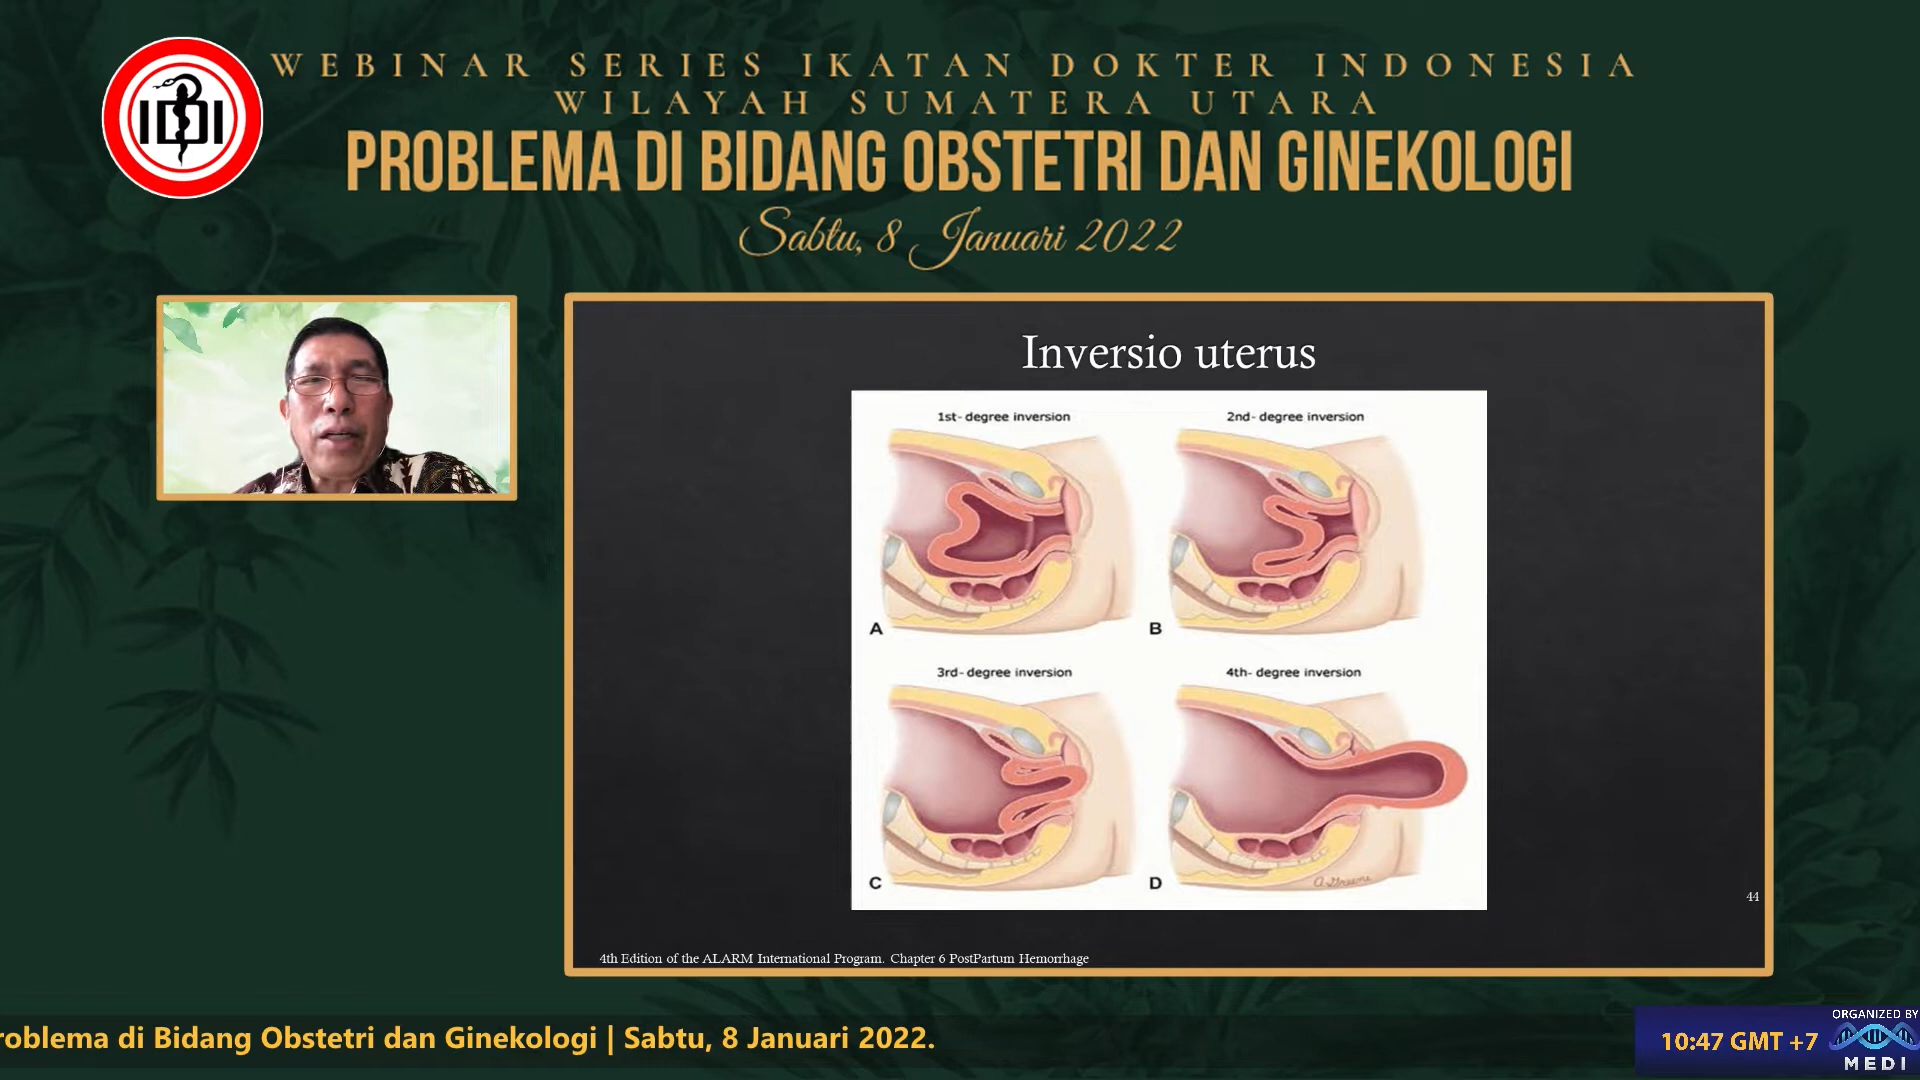 IDI
WEBINAR SERIES IKATAN DOKTER INDONESIA
WILAYAH SUMATERA UTARA
PROBLEMA DI BIDANG OBSTETRI DAN GINEKOLOGI
Sabtu, 8 Januari 2022
Inversio uterus
1st- degree inversion
2nd- degree inversion
A
B
3rd- degree inversion
4th- degree inversion
C
D
44
4th Edition of the ALARM International Program. Chapter 6 PostPartum Hemorrhage
roblema di Bidang Obstetri dan Ginekologi | Sabtu, 8 Januari 2022.
10:47 GMT +7
ORGANIZED BY
MEDI